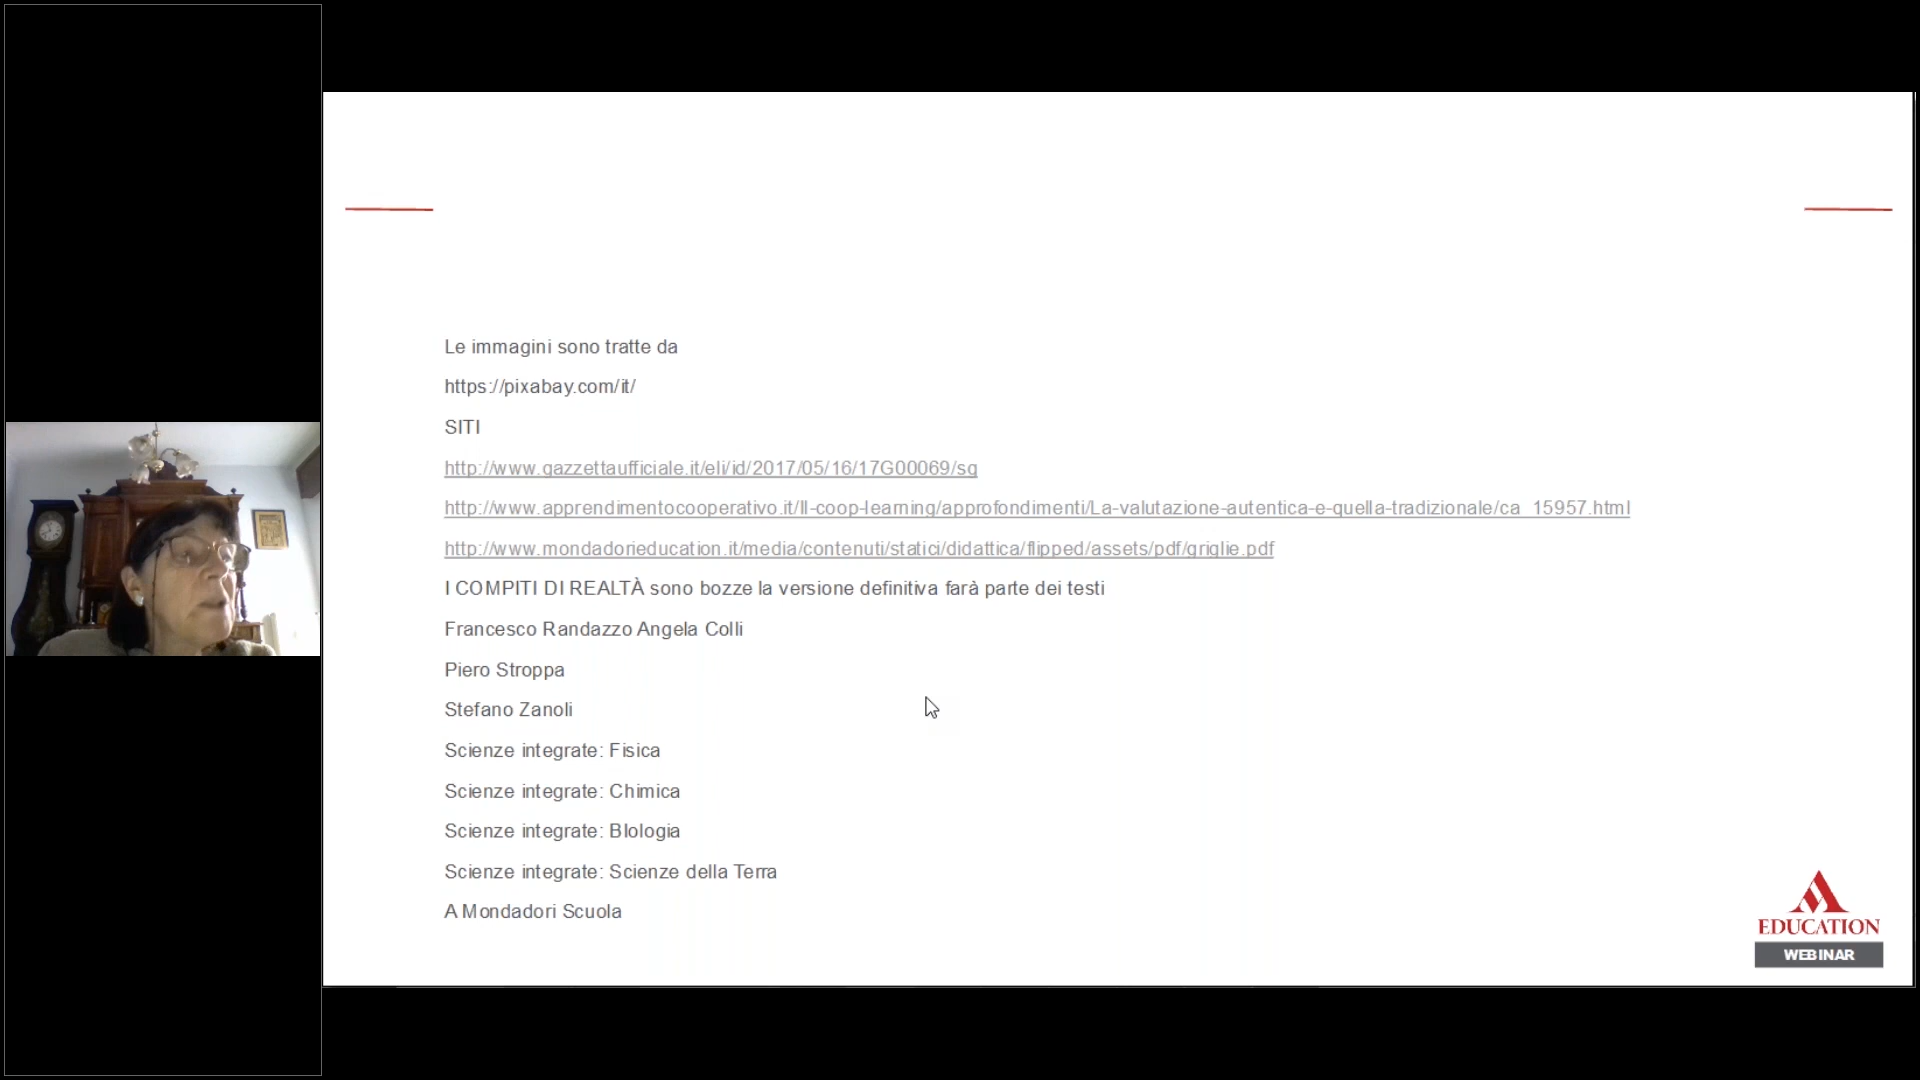 Le immagini sono tratte da
https://pixabay.com/it/
SITI
http://www.gazzettaufficiale.it/eli/id/2017/05/16/17G00069/sg
http://www.apprendimentocooperativo.it/Il-coop-learning/approfondimenti/La-valutazione-autentica-e-quella-tradizionale/ca_15957.html
http://www.mondadorieducation.it/media/contenuti/statici/didattica/flipped/assets/pdf/griglie.pdf
I COMPITI DI REALTÀ sono bozze la versione definitiva farà parte dei testi
Francesco Randazzo Angela Colli
Piero Stroppa
Stefano Zanoli
Scienze integrate: Fisica
Scienze integrate: Chimica
Scienze integrate: BIologia
Scienze integrate: Scienze della Terra
A Mondadori Scuola
EDUCATION
WEBINAR